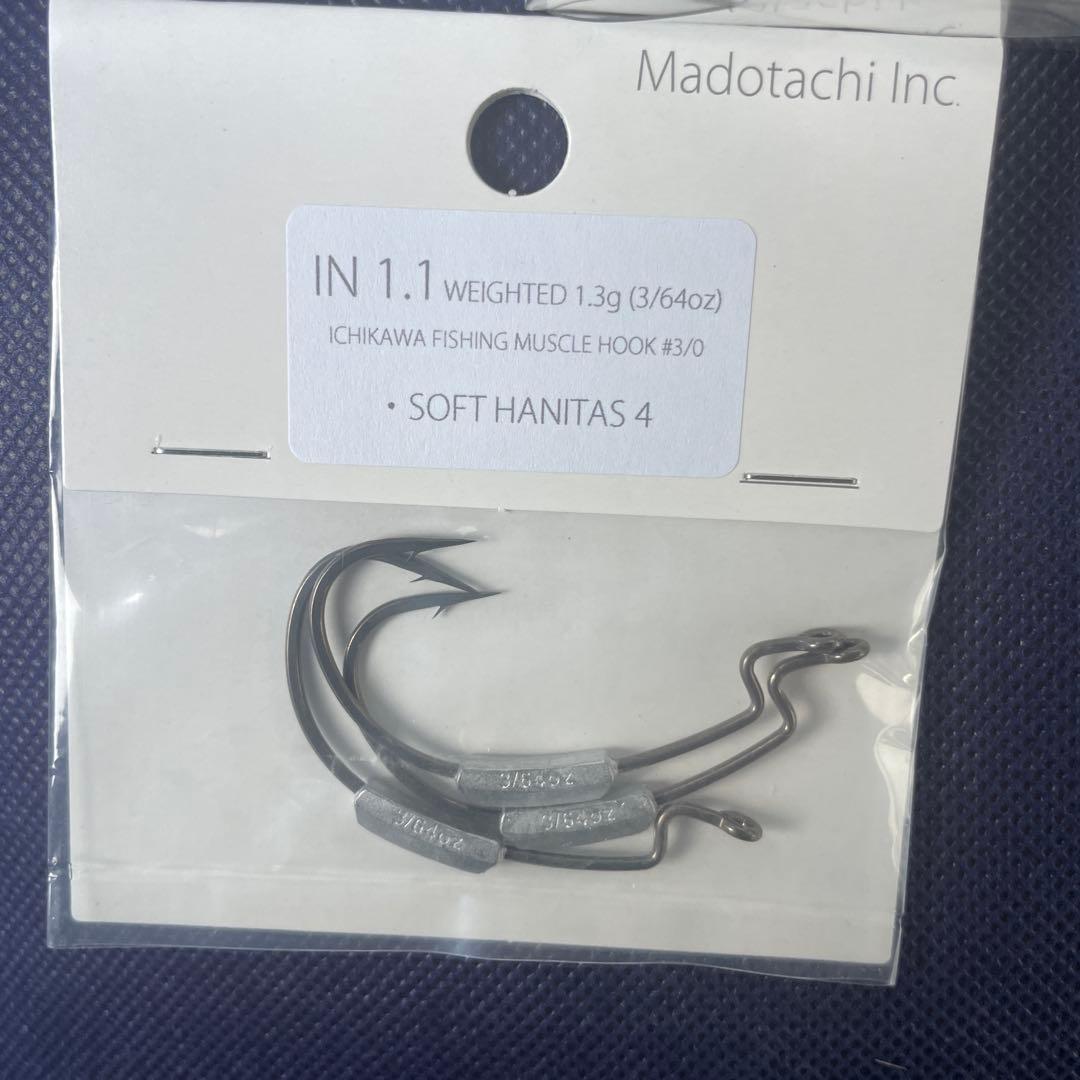 Madotachi Inc.
IN 1.1 WEIGHTED 1.3g (3/64oz)
ICHIKAWA FISHING MUSCLE HOOK #3/0
・SOFT HANITAS 4
3/64oz
3/64oz
3/64oz